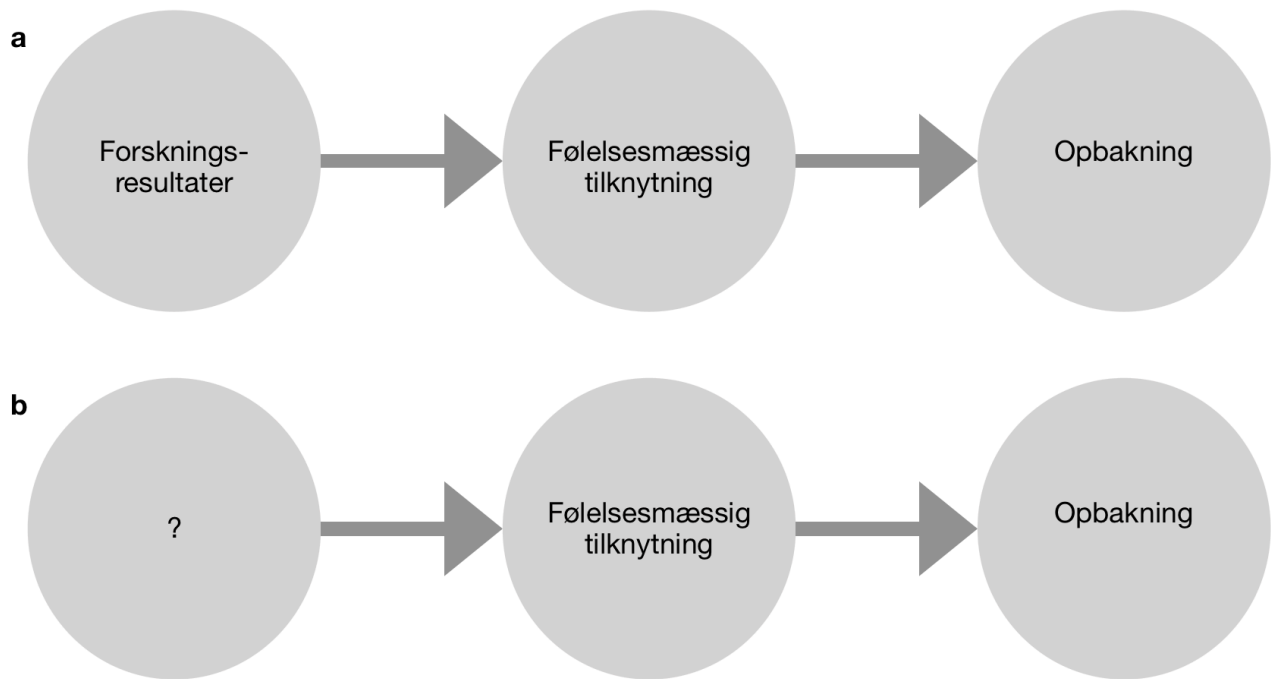 a
Forsknings-
resultater
Følelsesmæssig
tilknytning
Opbakning
b
?
Følelsesmæssig
tilknytning
Opbakning